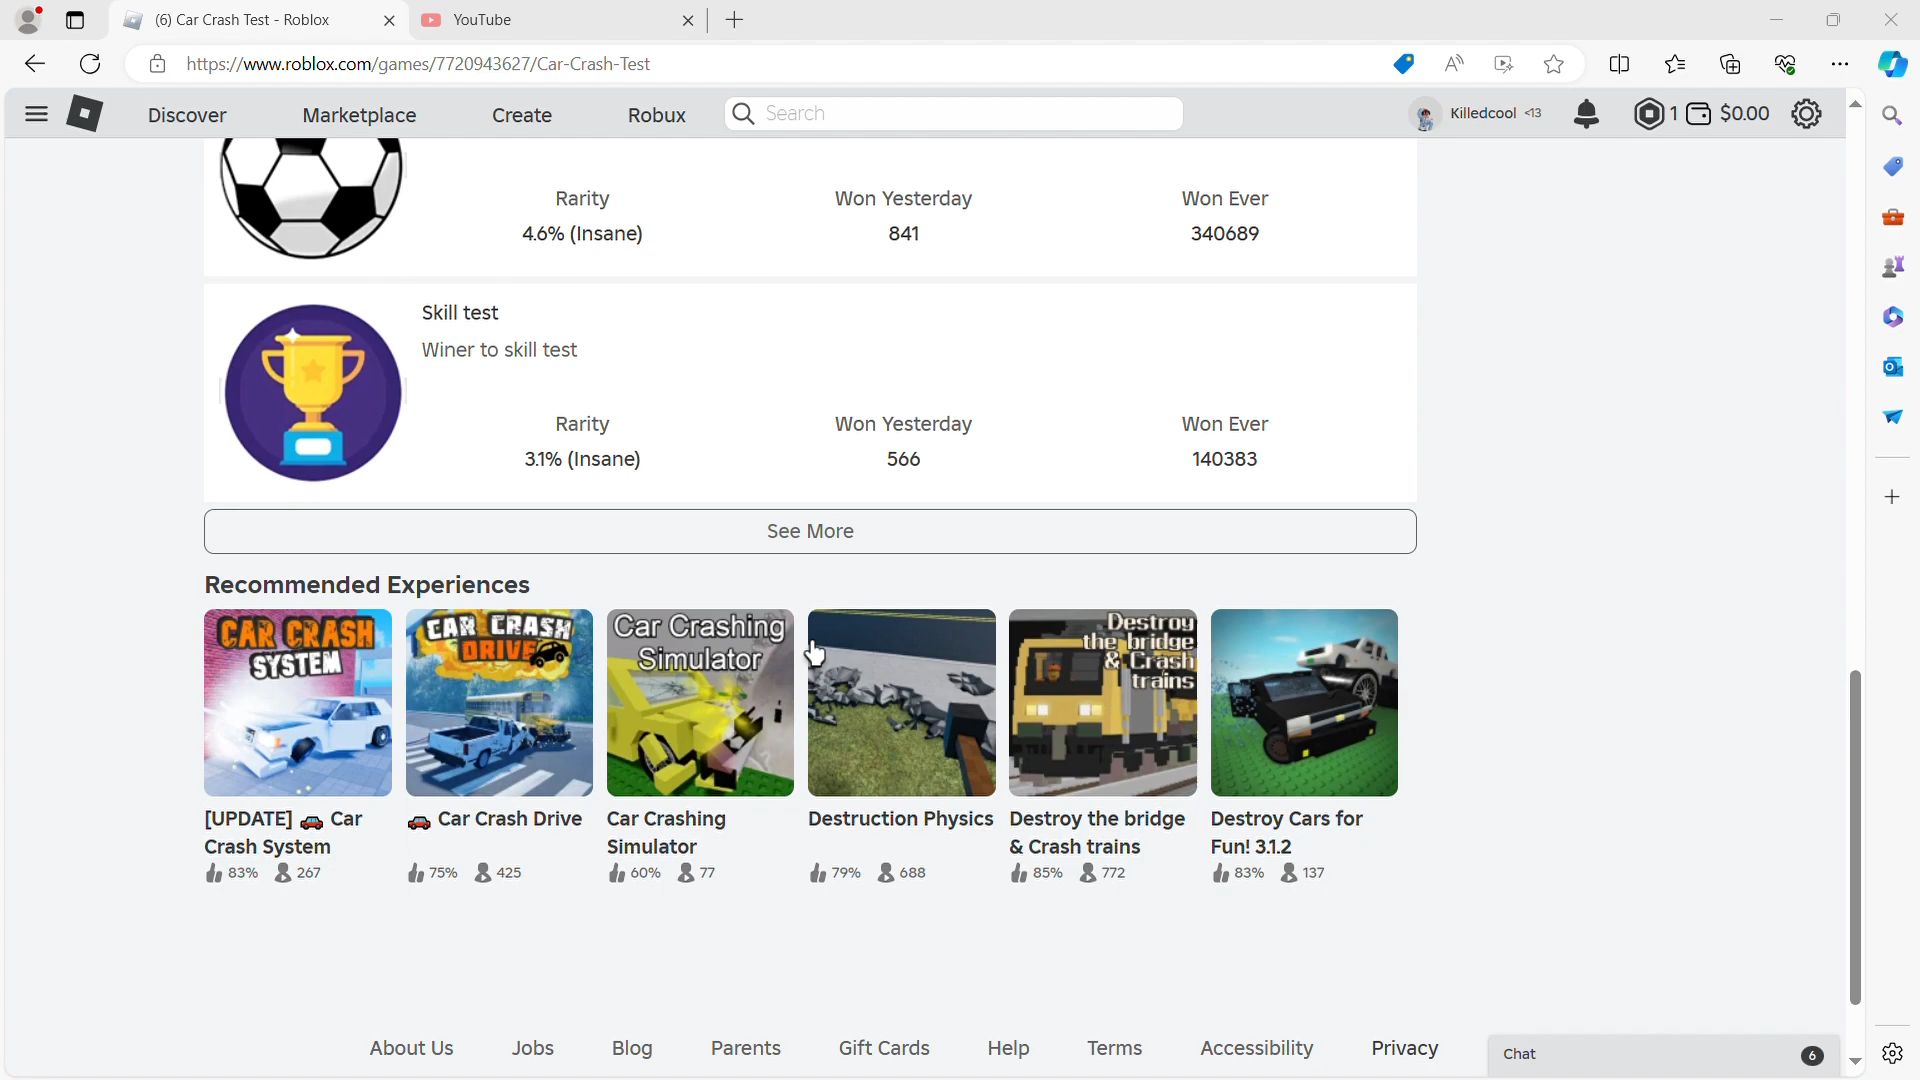 (6) Car Crash Test - Roblox
YouTube
https://www.roblox.com/games/7720943627/Car-Crash-Test
Discover
Marketplace
Create
Robux
Search
Killedcool <13
1
$0.00
Rarity
Won Yesterday
Won Ever
4.6% (Insane)
841
340689
Skill test
Winer to skill test
Rarity
Won Yesterday
Won Ever
3.1% (Insane)
566
140383
See More
Recommended Experiences
CAR CRASH
SYSTEM
CAR CRASH
DRIVE
Car Crashing
Simulator
Destroy
the bridge
& Crash
trains
[UPDATE] 🚗 Car
Crash System
83% 267
🚗 Car Crash Drive
75% 425
Car Crashing
Simulator
60% 77
Destruction Physics
79% 688
Destroy the bridge
& Crash trains
85% 772
Destroy Cars for
Fun! 3.1.2
83% 137
About Us
Jobs
Blog
Parents
Gift Cards
Help
Terms
Accessibility
Privacy
Chat
6